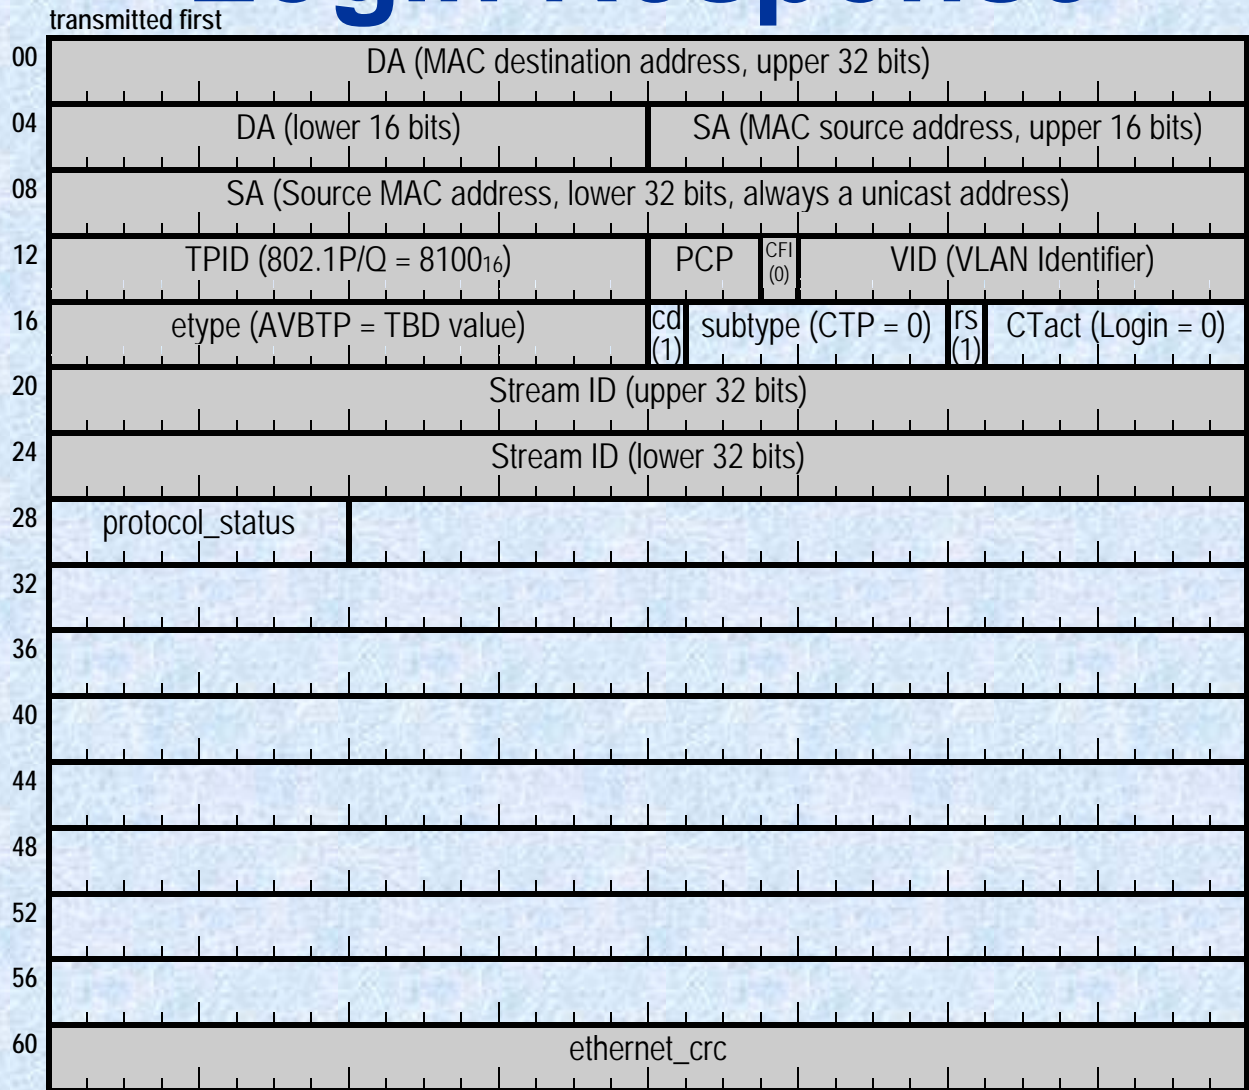 Login Response
transmitted first
00 DA (MAC destination address, upper 32 bits)
04 DA (lower 16 bits) SA (MAC source address, upper 16 bits)
08 SA (Source MAC address, lower 32 bits, always a unicast address)
12 TPID (802.1P/Q = 8100₁₆) PCP CFI (0) VID (VLAN Identifier)
16 etype (AVBTP = TBD value) cd (1) subtype (CTP = 0) rs (1) CTact (Login = 0)
20 Stream ID (upper 32 bits)
24 Stream ID (lower 32 bits)
28 protocol_status
32
36
40
44
48
52
56
60 ethernet_crc